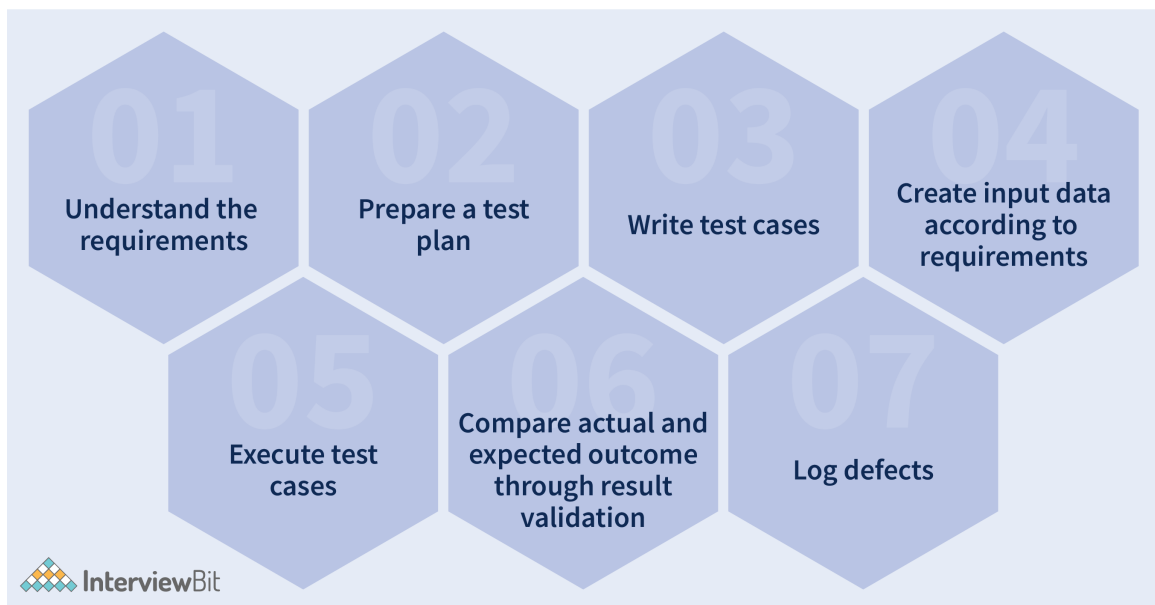 01
Understand the
requirements
02
Prepare a test
plan
03
Write test cases
04
Create input data
according to
requirements
05
Execute test
cases
06
Compare actual and
expected outcome
through result
validation
07
Log defects
InterviewBit